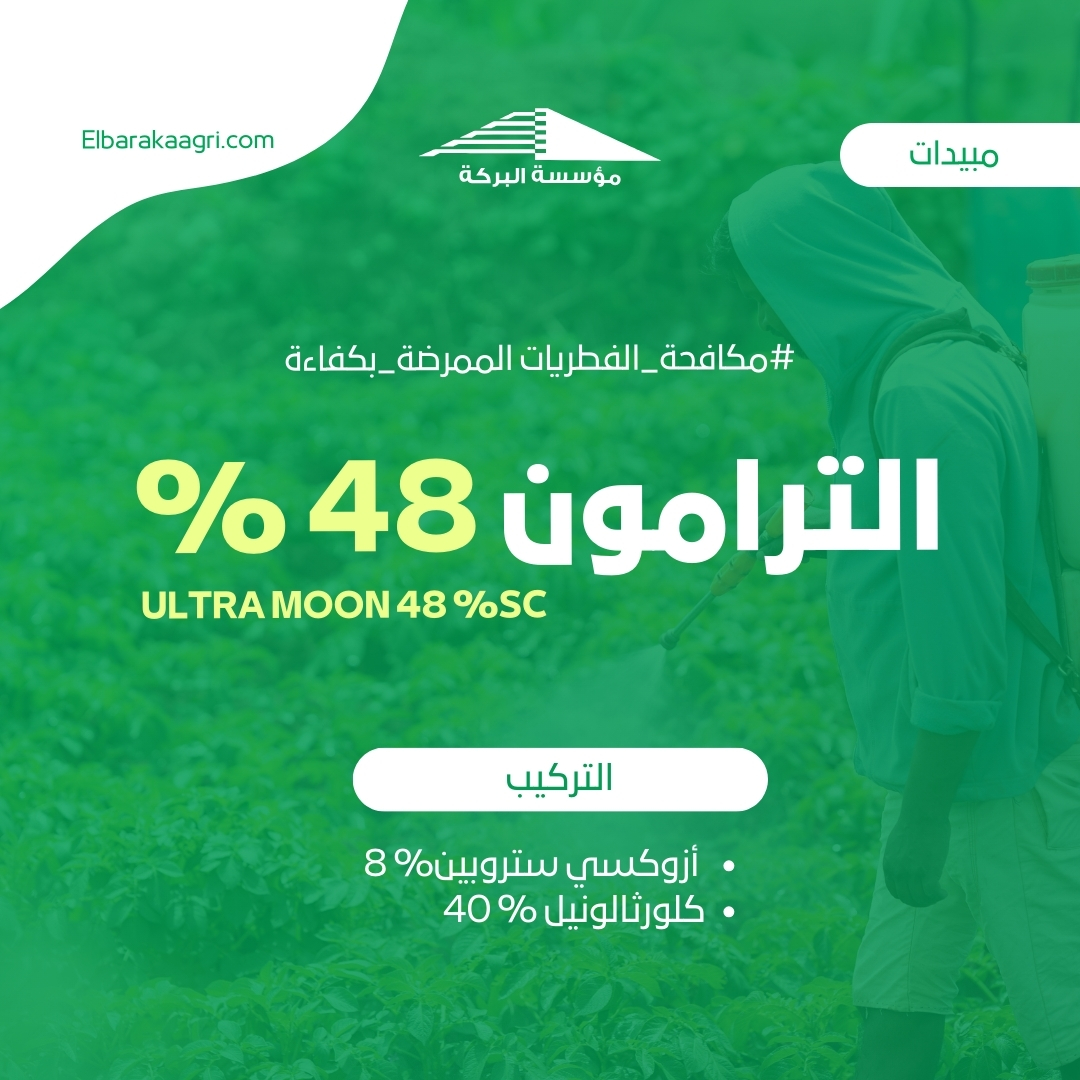 Elbarakaagri.com
مؤسسة البركة
مبيدات
#مكافحة_الفطريات الممرضة_بكفاءة
الترامون 48 %
ULTRA MOON 48 %SC
التركيب
• أزوكسي ستروبين% 8
• كلورثالونيل % 40